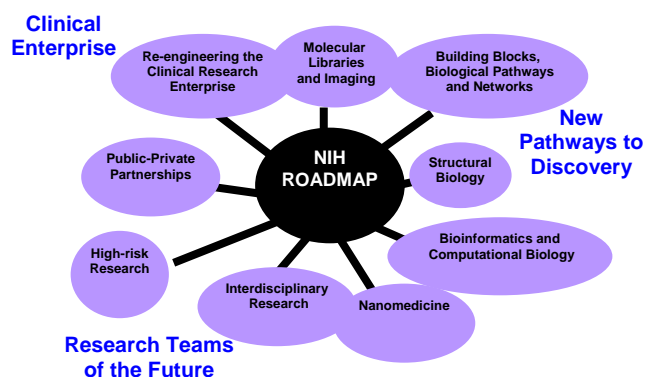 Clinical
Enterprise
Re-engineering the
Clinical Research
Enterprise
Molecular
Libraries
and Imaging
Building Blocks,
Biological Pathways
and Networks
New
Pathways to
Discovery
NIH
ROADMAP
Public-Private
Partnerships
Structural
Biology
High-risk
Research
Bioinformatics and
Computational Biology
Interdisciplinary
Research
Nanomedicine
Research Teams
of the Future